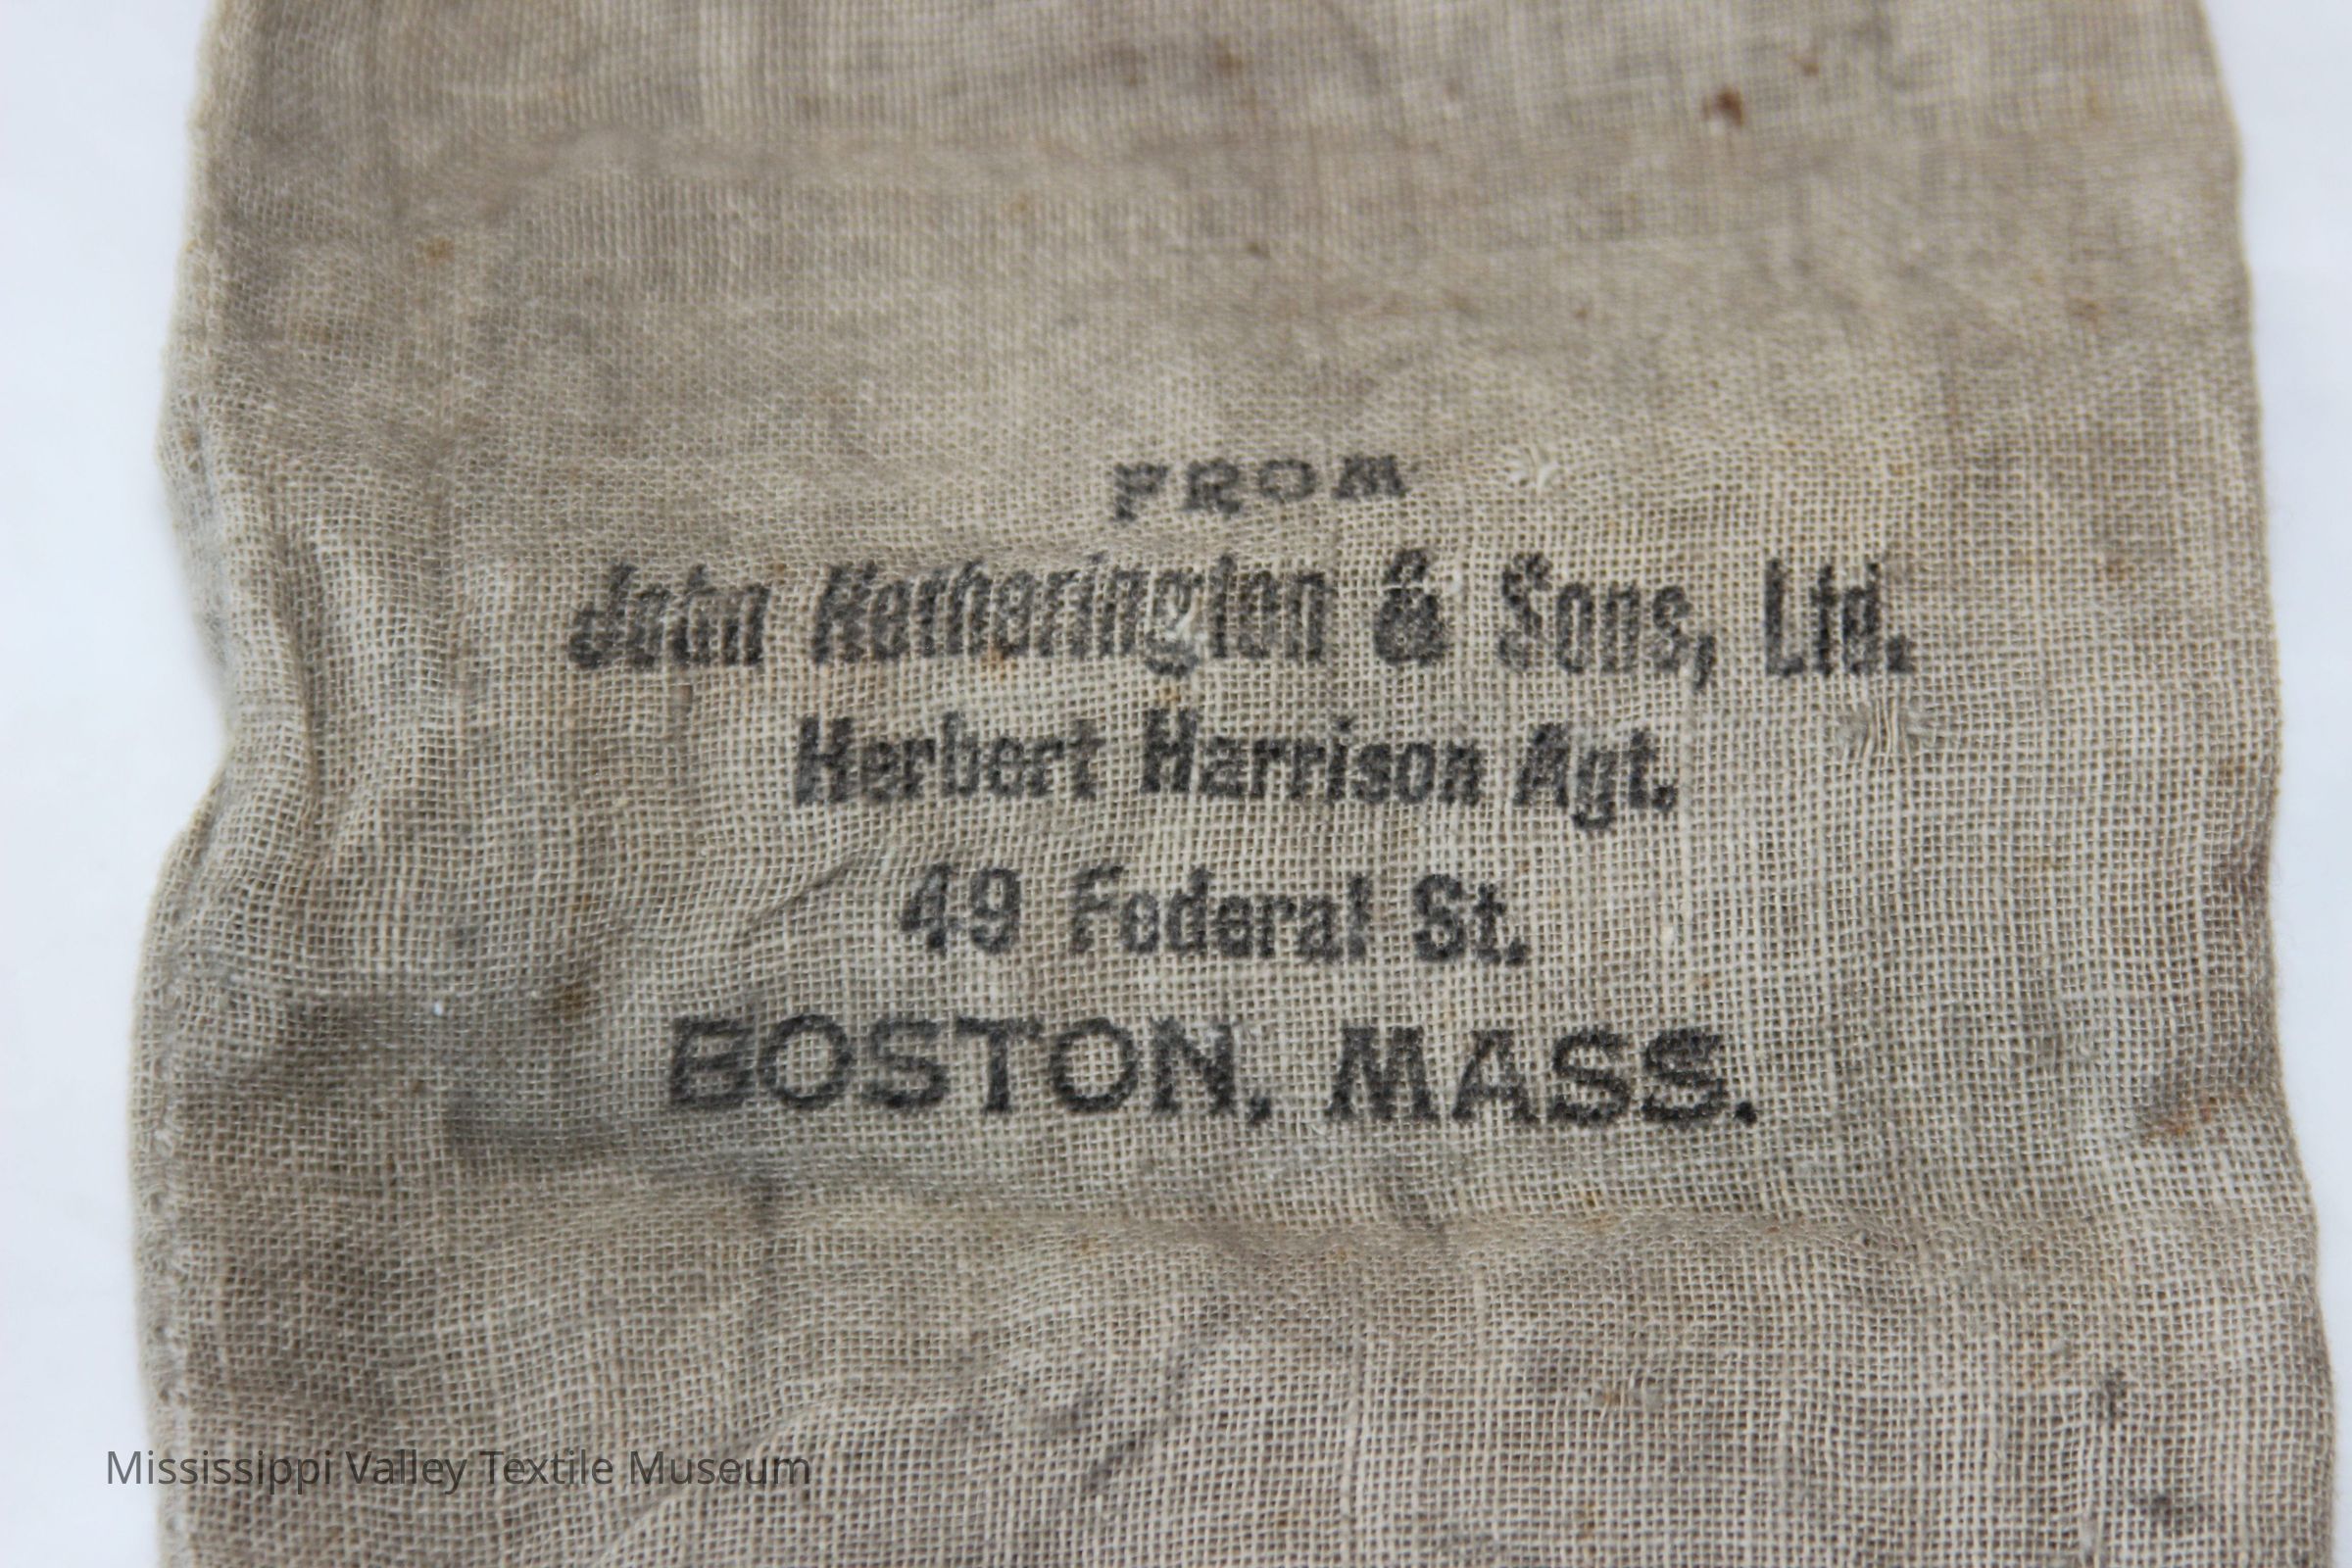 FROM
John Hetherington & Sons, Ltd.
Herbert Harrison Agt.
49 Federal St.
BOSTON, MASS.
Mississippi Valley Textile Museum